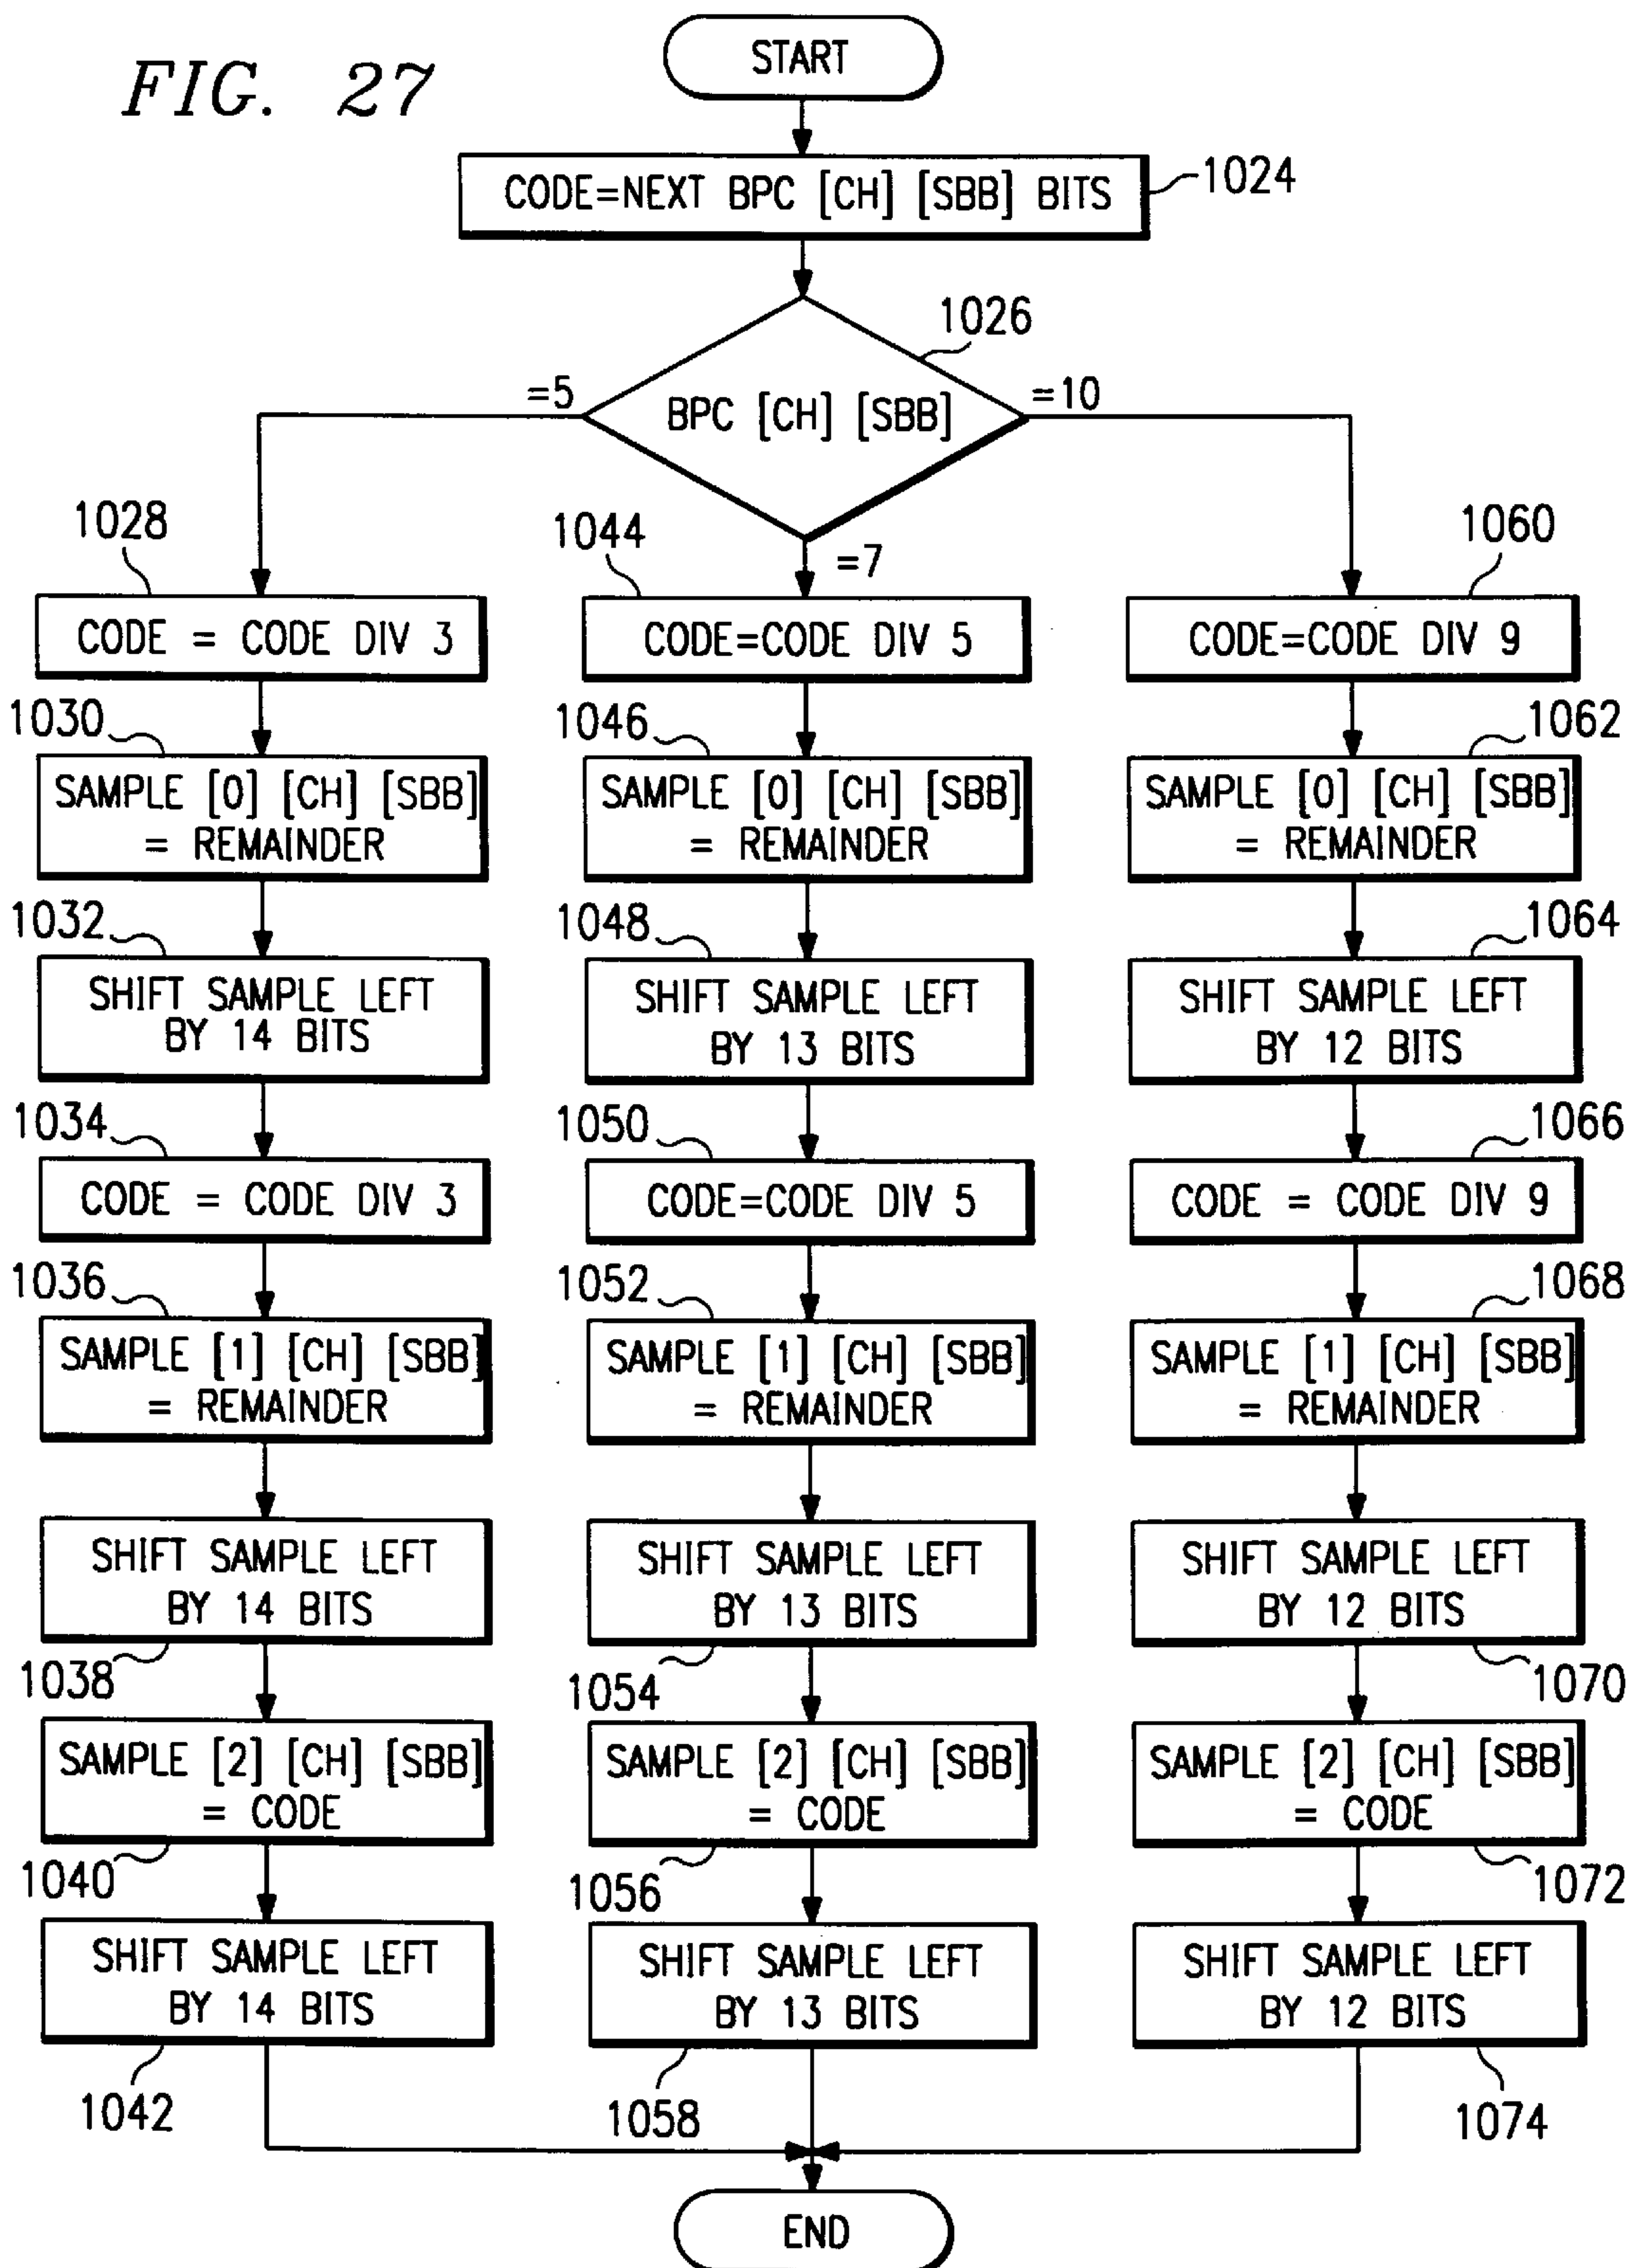 FIG. 27
START
CODE=NEXT BPC [CH] [SBB] BITS
1024
1026
BPC [CH] [SBB]
=5
=10
=7
1028
CODE = CODE DIV 3
1030
SAMPLE [0] [CH] [SBB]
= REMAINDER
1032
SHIFT SAMPLE LEFT
BY 14 BITS
1034
CODE = CODE DIV 3
1036
SAMPLE [1] [CH] [SBB]
= REMAINDER
SHIFT SAMPLE LEFT
BY 14 BITS
1038
SAMPLE [2] [CH] [SBB]
= CODE
1040
SHIFT SAMPLE LEFT
BY 14 BITS
1042
1044
CODE=CODE DIV 5
1046
SAMPLE [0] [CH] [SBB]
= REMAINDER
1048
SHIFT SAMPLE LEFT
BY 13 BITS
1050
CODE=CODE DIV 5
1052
SAMPLE [1] [CH] [SBB]
= REMAINDER
SHIFT SAMPLE LEFT
BY 13 BITS
1054
SAMPLE [2] [CH] [SBB]
= CODE
1056
SHIFT SAMPLE LEFT
BY 13 BITS
1058
1060
CODE=CODE DIV 9
1062
SAMPLE [0] [CH] [SBB]
= REMAINDER
1064
SHIFT SAMPLE LEFT
BY 12 BITS
1066
CODE = CODE DIV 9
1068
SAMPLE [1] [CH] [SBB]
= REMAINDER
SHIFT SAMPLE LEFT
BY 12 BITS
1070
SAMPLE [2] [CH] [SBB]
= CODE
1072
SHIFT SAMPLE LEFT
BY 12 BITS
1074
END